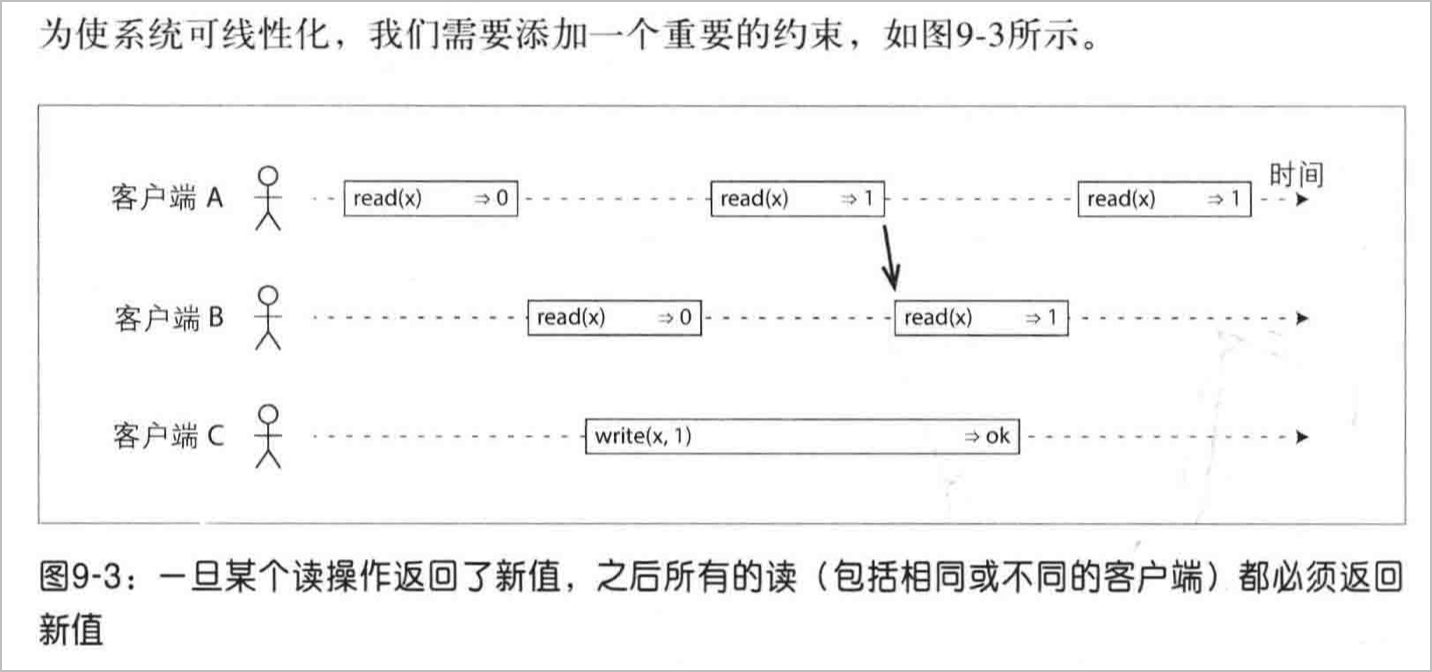 为使系统可线性化，我们需要添加一个重要的约束，如图9-3所示。
时间
客户端 A read(x) ⇒ 0 read(x) ⇒ 1 read(x) ⇒ 1
客户端 B read(x) ⇒ 0 read(x) ⇒ 1
客户端 C write(x, 1) ⇒ ok
图9-3：一旦某个读操作返回了新值，之后所有的读（包括相同或不同的客户端）都必须返回
新值